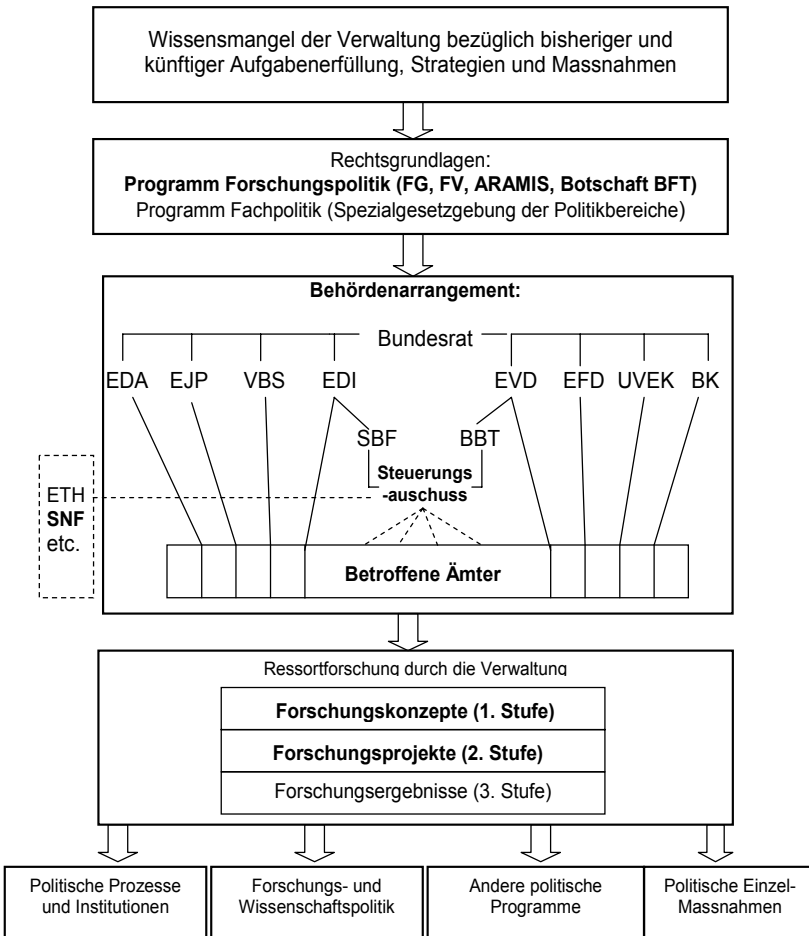 Wissensmangel der Verwaltung bezüglich bisheriger und
künftiger Aufgabenerfüllung, Strategien und Massnahmen
Rechtsgrundlagen:
Programm Forschungspolitik (FG, FV, ARAMIS, Botschaft BFT)
Programm Fachpolitik (Spezialgesetzgebung der Politikbereiche)
Behördenarrangement:
Bundesrat
EDA EJP VBS EDI EVD EFD UVEK BK
SBF BBT
Steuerungs
-auschuss
ETH
SNF
etc.
Betroffene Ämter
Ressortforschung durch die Verwaltung
Forschungskonzepte (1. Stufe)
Forschungsprojekte (2. Stufe)
Forschungsergebnisse (3. Stufe)
Politische Prozesse
und Institutionen
Forschungs- und
Wissenschaftspolitik
Andere politische
Programme
Politische Einzel-
Massnahmen